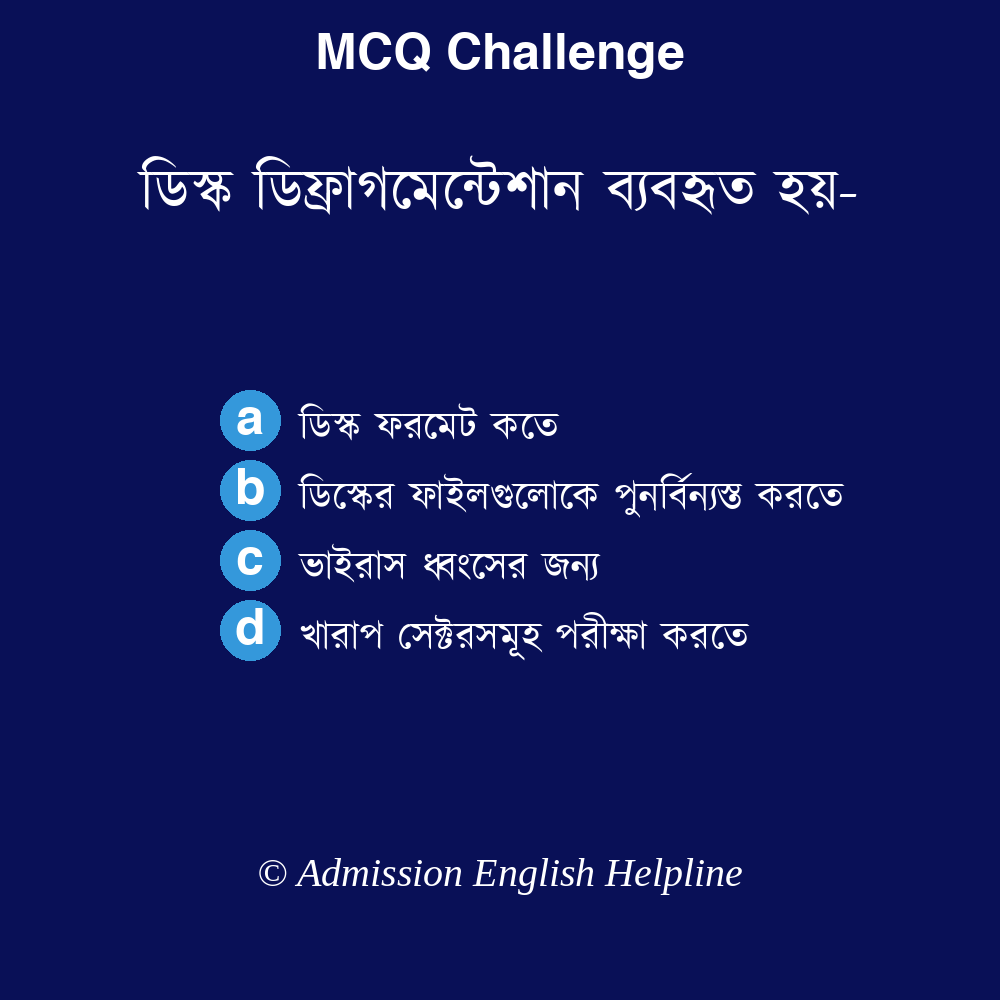 MCQ Challenge
ডিস্ক ডিফ্রাগমেন্টেশান ব্যবহৃত হয়-
a ডিস্ক ফরমেট কতে
b ডিস্কের ফাইলগুলোকে পুনর্বিন্যস্ত করতে
c ভাইরাস ধ্বংসের জন্য
d খারাপ সেক্টরসমূহ পরীক্ষা করতে
© Admission English Helpline